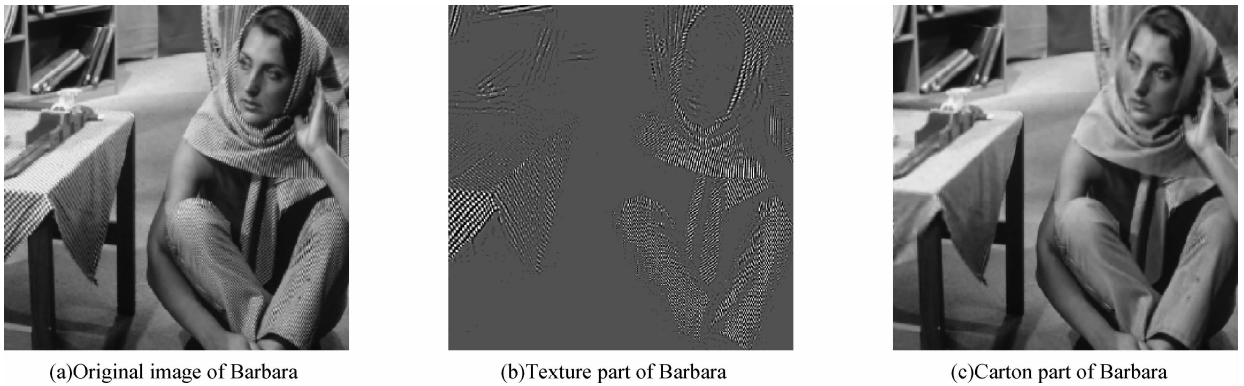 (a)Original image of Barbara
(b)Texture part of Barbara
(c)Carton part of Barbara